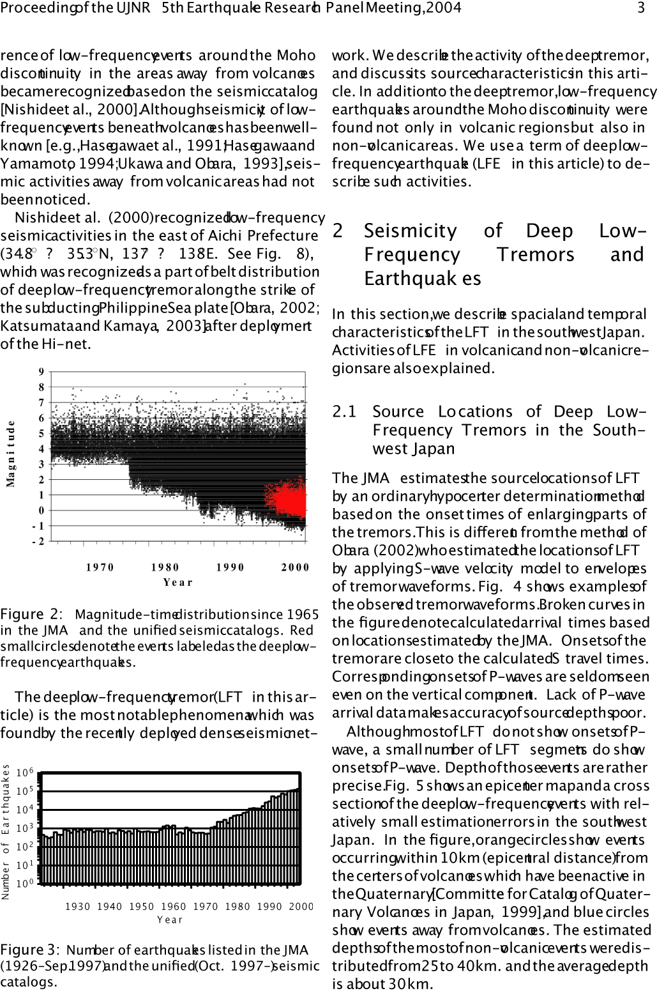 Proceeding of the UJNR 5th Earthquake Research Panel Meeting, 2004 3
rence of low-frequency events around the Moho
discontinuity in the areas away from volcanoes
became recognized based on the seismic catalog
[Nishide et al., 2000]. Although seismicity of low-
frequency events beneath volcanoes has been well-
known [e.g., Hasegawa et al., 1991; Hasegawa and
Yamamoto, 1994; Ukawa and Obara, 1993], seis-
mic activities away from volcanic areas had not
been noticed.
Nishide et al. (2000) recognized low-frequency
seismic activities in the east of Aichi Prefecture
(34.8° ? 35.3°N, 137° ? 138°E. See Fig. 8),
which was recognized as a part of belt distribution
of deep low-frequency tremor along the strike of
the subducting Philippine Sea plate [Obara, 2002;
Katsumata and Kamaya, 2003] after deployment
of the Hi-net.
9
8
7
6
5
4
3
2
1
0
-1
-2
Magnitude
1970 1980 1990 2000
Year
Figure 2: Magnitude-time distribution since 1965
in the JMA and the unified seismic catalogs. Red
small circles denote the events labeled as the deep low-
frequency earthquakes.
The deep low-frequency tremor (LFT in this ar-
ticle) is the most notable phenomena which was
found by the recently deployed dense seismic net-
10^6
10^5
10^4
10^3
10^2
10^1
10^0
Number of Earthquakes
1930 1940 1950 1960 1970 1980 1990 2000
Year
Figure 3: Number of earthquakes listed in the JMA
(1926-Sep.1997) and the unified (Oct. 1997-) seismic
catalogs.
work. We describe the activity of the deep tremor,
and discuss its source characteristics in this arti-
cle. In addition to the deep tremor, low-frequency
earthquakes around the Moho discontinuity were
found not only in volcanic regions but also in
non-volcanic areas. We use a term of deep low-
frequency earthquake (LFE in this article) to de-
scribe such activities.
2 Seismicity of Deep Low-
Frequency Tremors and
Earthquakes
In this section, we describe spacial and temporal
characteristics of the LFT in the southwest Japan.
Activities of LFE in volcanic and non-volcanic re-
gions are also explained.
2.1 Source Locations of Deep Low-
Frequency Tremors in the South-
west Japan
The JMA estimates the source locations of LFT
by an ordinary hypocenter determination method
based on the onset times of enlarging parts of
the tremors. This is different from the method of
Obara (2002) who estimated the locations of LFT
by applying S-wave velocity model to envelopes
of tremor waveforms. Fig. 4 shows examples of
the observed tremor waveforms. Broken curves in
the figure denote calculated arrival times based
on locations estimated by the JMA. Onsets of the
tremor are close to the calculated S travel times.
Corresponding onsets of P-waves are seldom seen
even on the vertical component. Lack of P-wave
arrival data makes accuracy of source depths poor.
Although most of LFT do not show onsets of P-
wave, a small number of LFT segments do show
onsets of P-wave. Depth of those events are rather
precise. Fig. 5 shows an epicenter map and a cross
section of the deep low-frequency events with rel-
atively small estimation errors in the southwest
Japan. In the figure, orange circles show events
occurring within 10 km (epicentral distance) from
the centers of volcanoes which have been active in
the Quaternary [Committe for Catalog of Quater-
nary Volcanoes in Japan, 1999], and blue circles
show events away from volcanoes. The estimated
depths of the most of non-volcanic events were dis-
tributed from 25 to 40 km. and the average depth
is about 30 km.